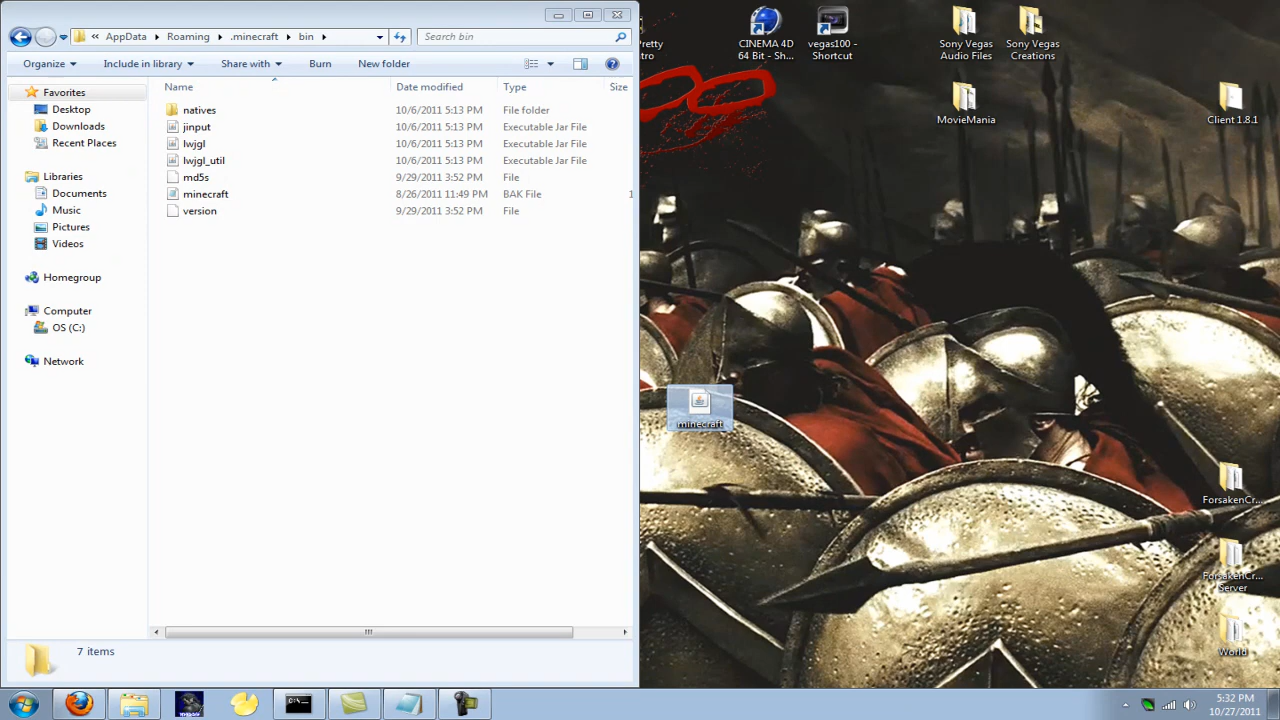 «
AppData
Roaming
.minecraft
bin
Search bin
Organize
Include in library
Share with
Burn
New folder
Name
Date modified
Type
Size
Favorites
Desktop
Downloads
Recent Places
Libraries
Documents
Music
Pictures
Videos
Homegroup
Computer
OS (C:)
Network
natives 10/6/2011 5:13 PM File folder
jinput 10/6/2011 5:13 PM Executable Jar File
lwjgl 10/6/2011 5:13 PM Executable Jar File
lwjgl_util 10/6/2011 5:13 PM Executable Jar File
md5s 9/29/2011 3:52 PM File
minecraft 8/26/2011 11:49 PM BAK File 1
version 9/29/2011 3:52 PM File
7 items
CINEMA 4D
64 Bit - Sh...
vegas100 -
Shortcut
Sony Vegas
Audio Files
Sony Vegas
Creations
MovieMania
Client 1.8.1
minecraft
ForsakenCr...
ForsakenCr...
Server
World
C:\.
5:32 PM
10/27/2011